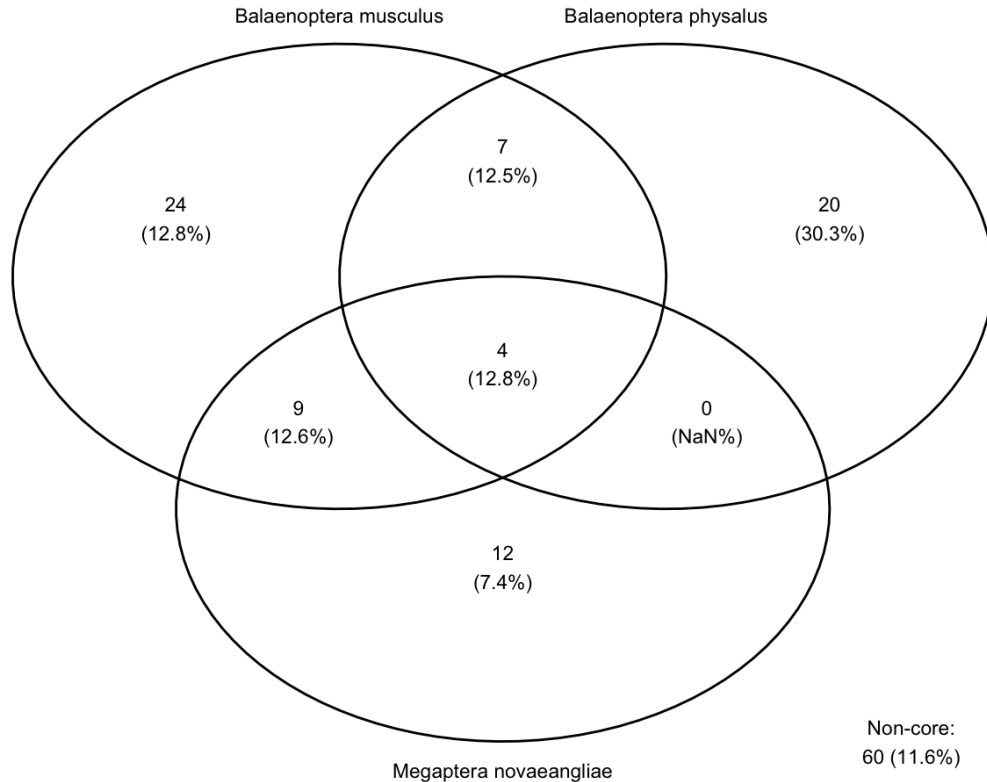 Balaenoptera musculus
Balaenoptera physalus
7
(12.5%)
24
(12.8%)
20
(30.3%)
4
(12.8%)
9
(12.6%)
0
(NaN%)
12
(7.4%)
Non-core:
60 (11.6%)
Megaptera novaeangliae